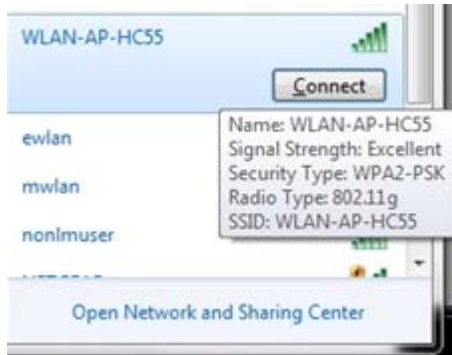 WLAN-AP-HC55
Connect
Name: WLAN-AP-HC55
Signal Strength: Excellent
Security Type: WPA2-PSK
Radio Type: 802.11g
SSID: WLAN-AP-HC55
ewlan
mwlan
nonlmuser
Open Network and Sharing Center